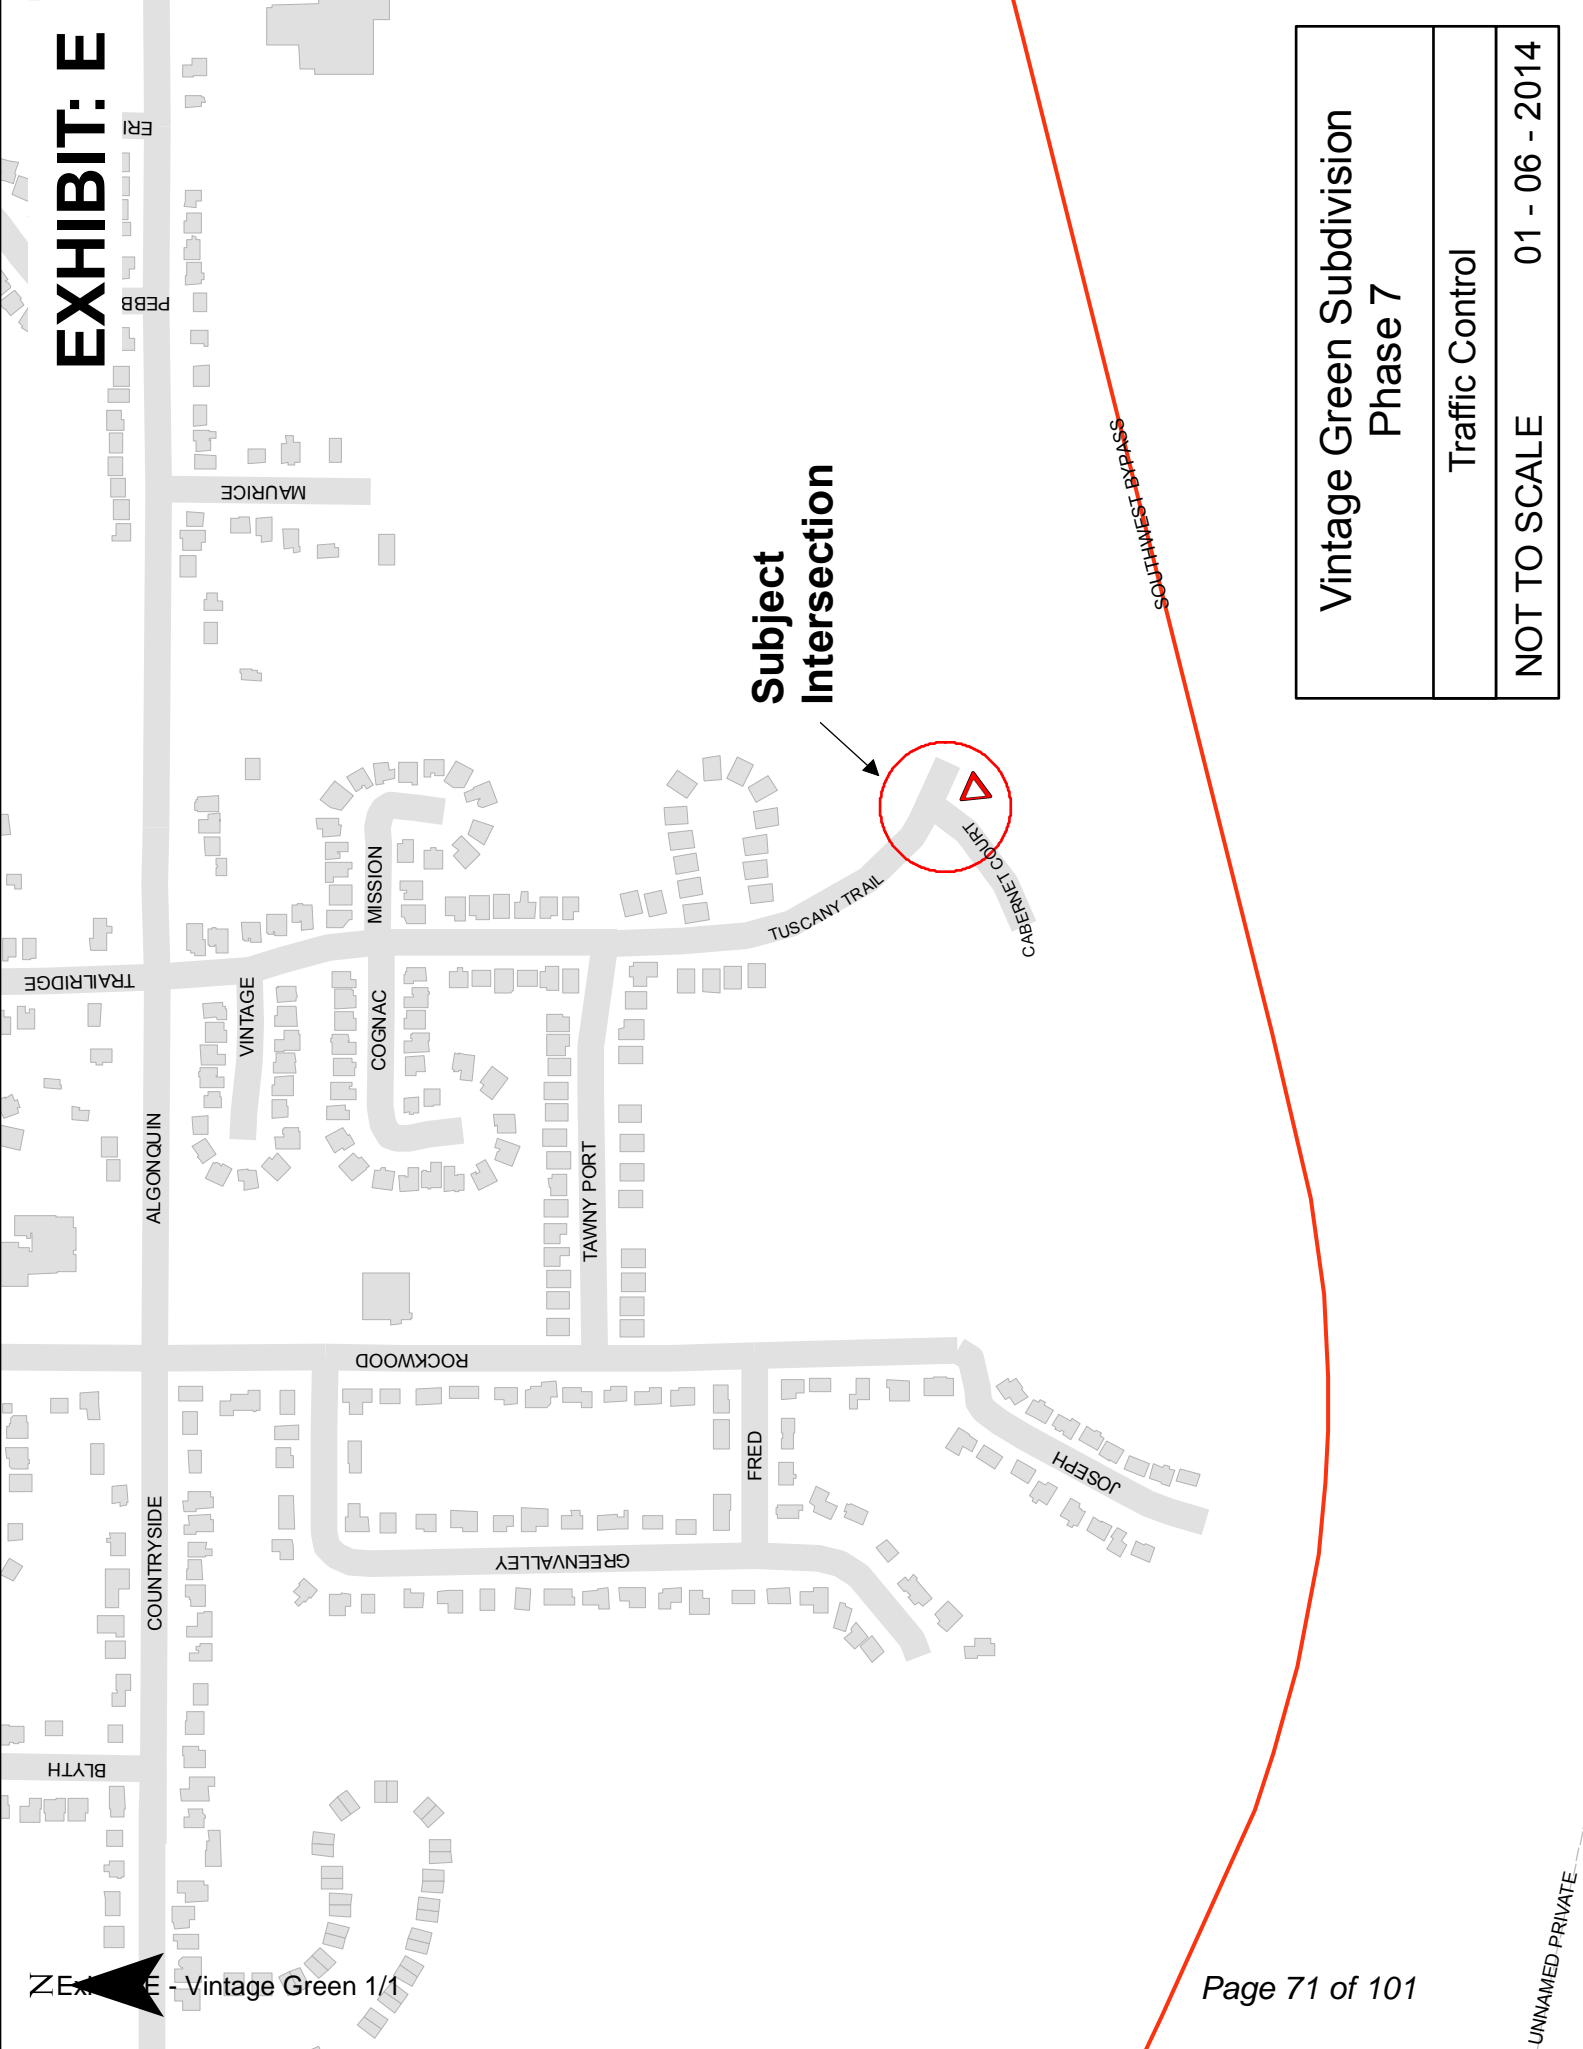 EXHIBIT: E
ERI
PEBB
MAURICE
Subject
Intersection
SOUTHWEST BYPASS
Vintage Green Subdivision
Phase 7
Traffic Control
NOT TO SCALE 01 - 06 - 2014
MISSION
TUSCANY TRAIL
CABERNET COURT
TRAILRIDGE
VINTAGE
COGNAC
ALGONQUIN
TAWNY PORT
ROCKWOOD
FRED
JOSEPH
COUNTRYSIDE
GREENVALLEY
BLYTH
UNNAMED PRIVATE
N
E - Vintage Green 1/1
Page 71 of 101